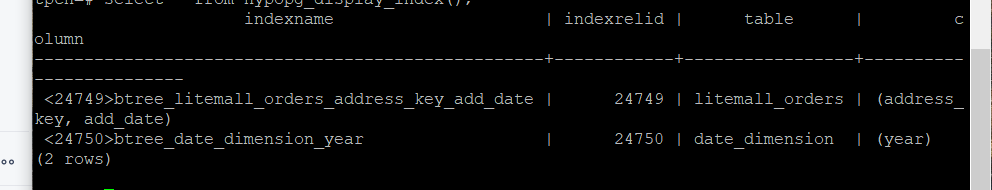 tpch=# select * from hypopg_display_index();
                     indexname                      | indexrelid |     table      |         c
olumn
----------------------------------------------------+------------+----------------+-----------
---------------
 <24749>btree_litemall_orders_address_key_add_date |      24749 | litemall_orders | (address_
key, add_date)
 <24750>btree_date_dimension_year                  |      24750 | date_dimension  | (year)
(2 rows)